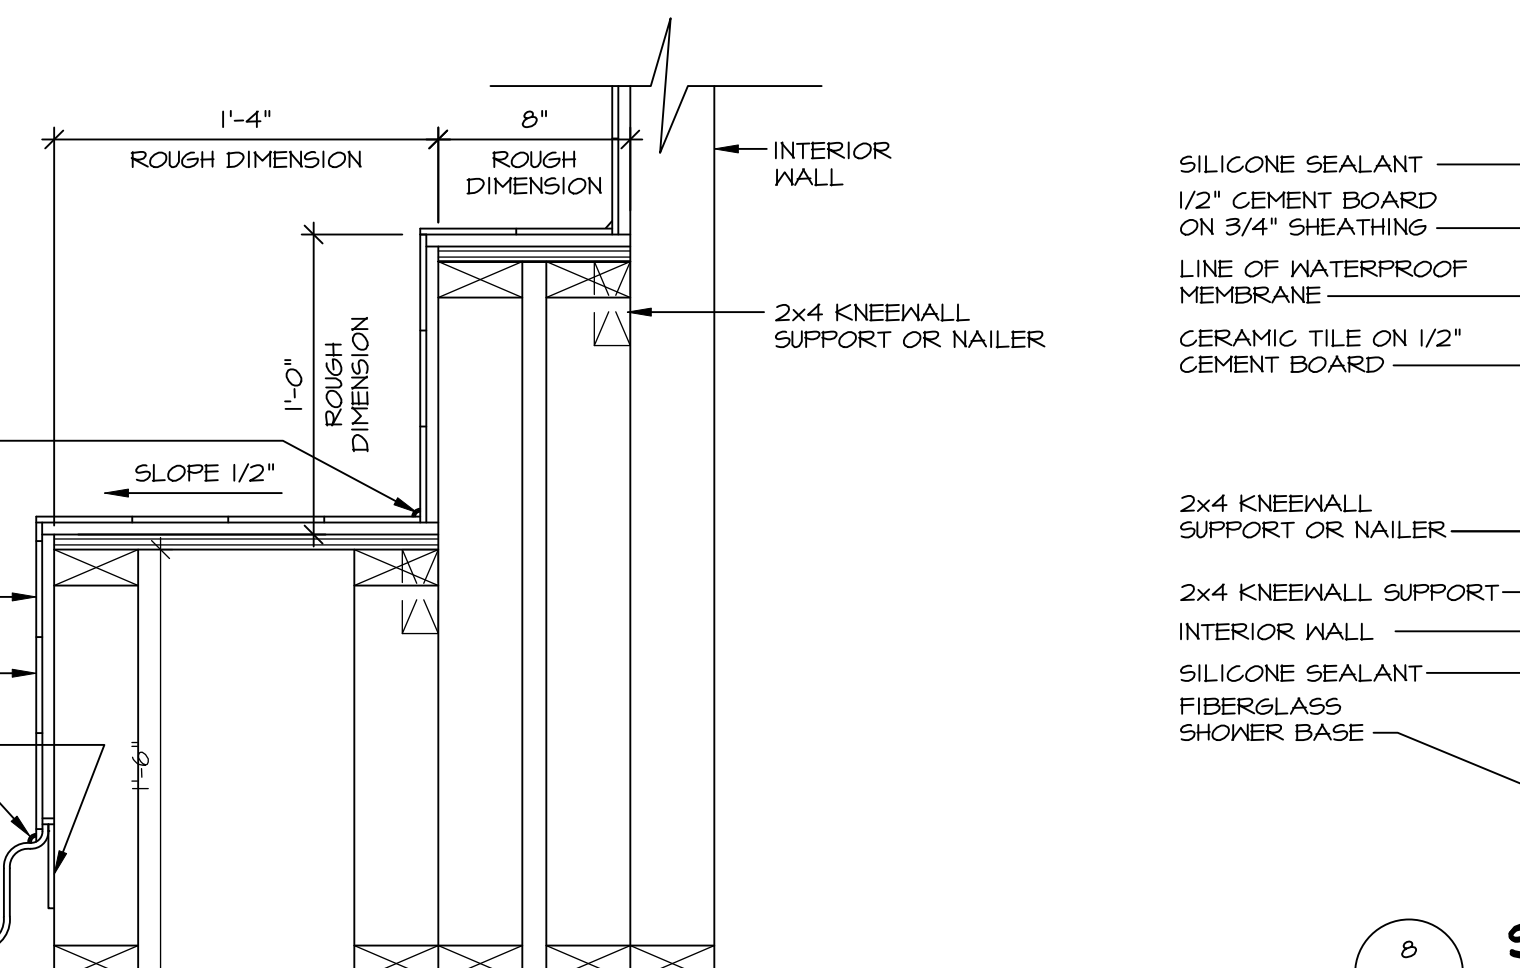 1'-4"
ROUGH DIMENSION
8"
ROUGH
DIMENSION
INTERIOR
WALL
2x4 KNEEWALL
SUPPORT OR NAILER
1'-0"
ROUGH
DIMENSION
SLOPE 1/2"
1'-6"
SILICONE SEALANT
1/2" CEMENT BOARD
ON 3/4" SHEATHING
LINE OF WATERPROOF
MEMBRANE
CERAMIC TILE ON 1/2"
CEMENT BOARD
2x4 KNEEWALL
SUPPORT OR NAILER
2x4 KNEEWALL SUPPORT
INTERIOR WALL
SILICONE SEALANT
FIBERGLASS
SHOWER BASE
8